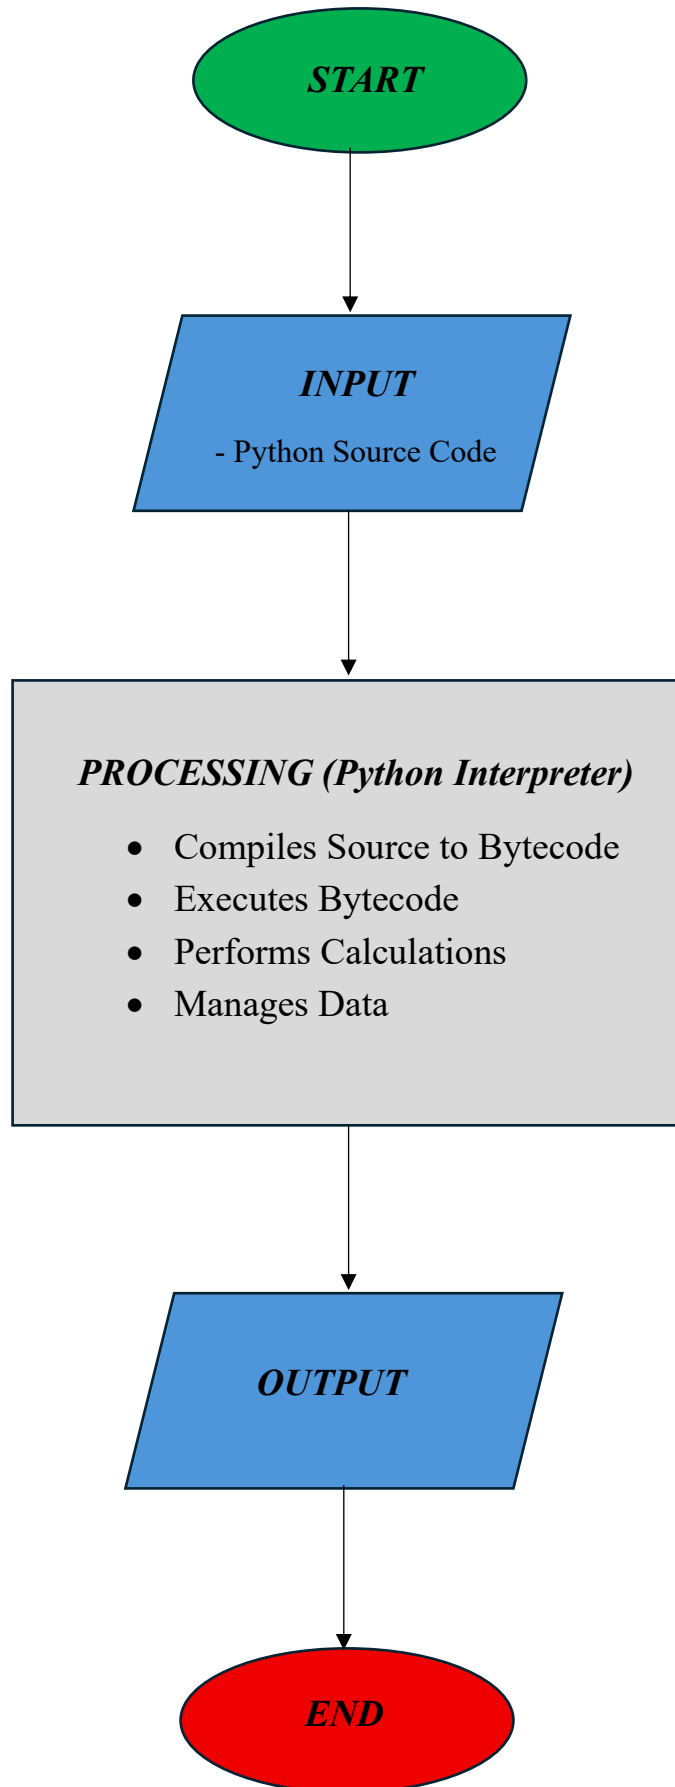 START
INPUT
- Python Source Code
PROCESSING (Python Interpreter)
• Compiles Source to Bytecode
• Executes Bytecode
• Performs Calculations
• Manages Data
OUTPUT
END